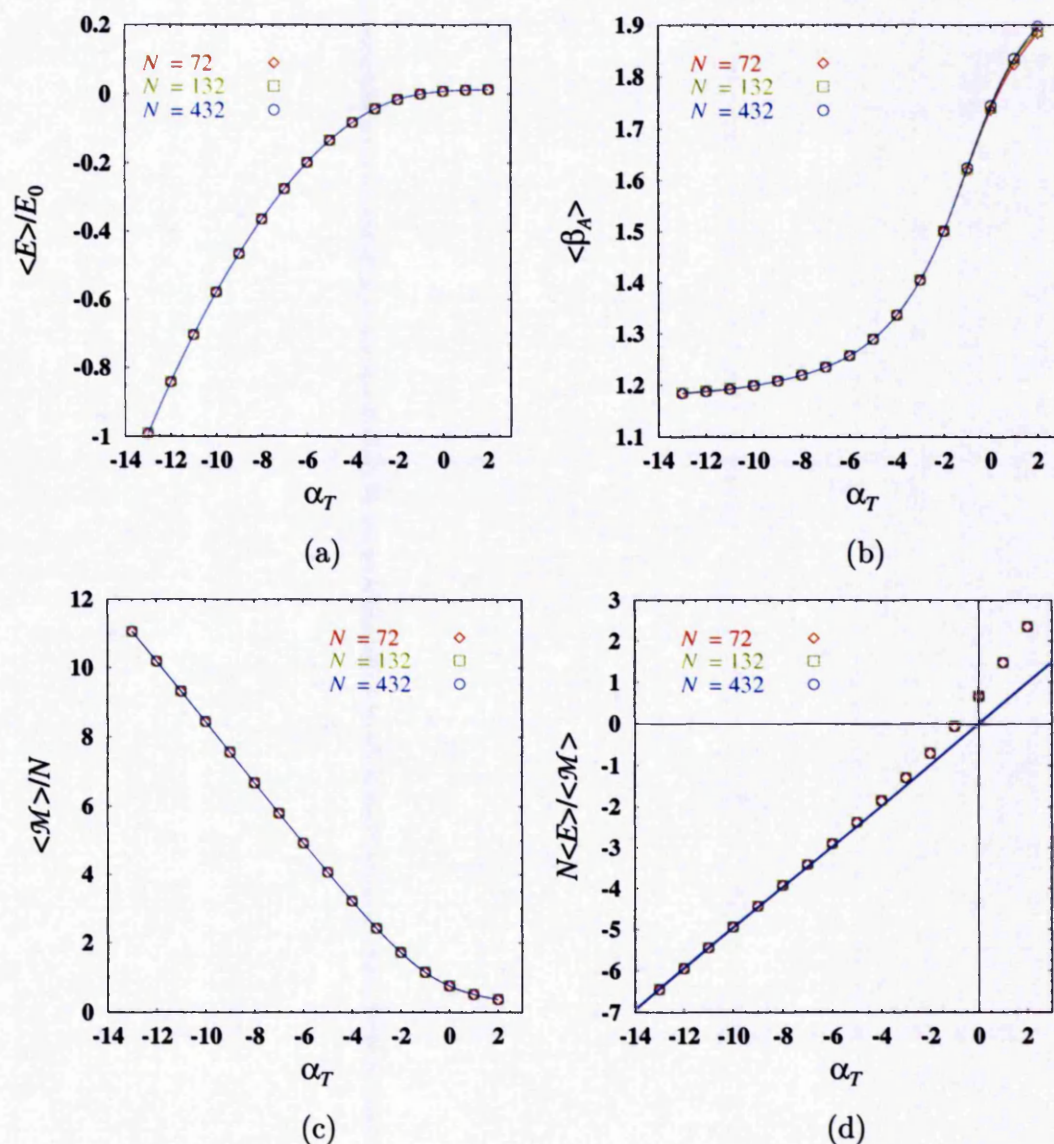 0.2
0
-0.2
-0.4
-0.6
-0.8
-1
<E>/E₀
N = 72
N = 132
N = 432
-14 -12 -10 -8 -6 -4 -2 0 2
α_T
(a)
1.9
1.8
1.7
1.6
1.5
1.4
1.3
1.2
1.1
<β_A>
N = 72
N = 132
N = 432
-14 -12 -10 -8 -6 -4 -2 0 2
α_T
(b)
12
10
8
6
4
2
0
<ℳ>/N
N = 72
N = 132
N = 432
-14 -12 -10 -8 -6 -4 -2 0 2
α_T
(c)
3
2
1
0
-1
-2
-3
-4
-5
-6
-7
N<E>/<ℳ>
N = 72
N = 132
N = 432
-14 -12 -10 -8 -6 -4 -2 0 2
α_T
(d)